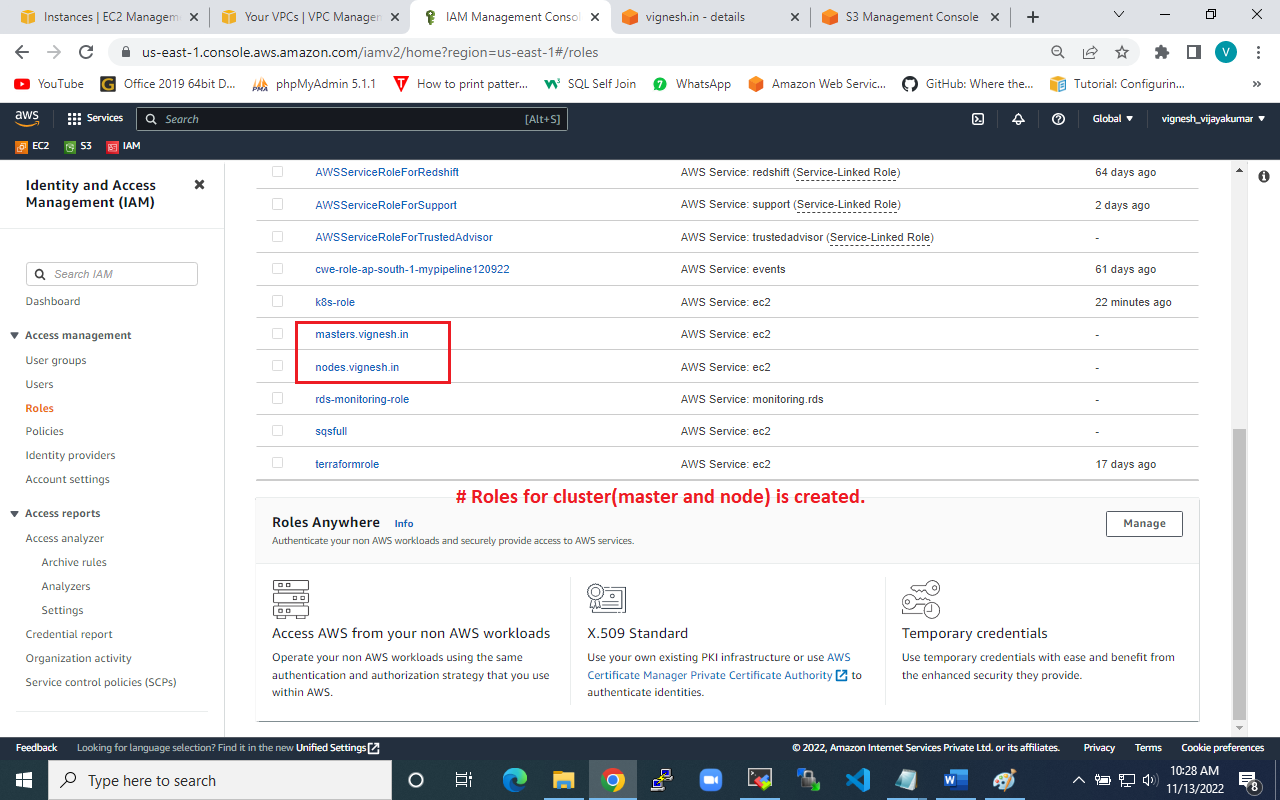 Instances | EC2 Managem
Your VPCs | VPC Manager
IAM Management Conso
vignesh.in - details
S3 Management Console
us-east-1.console.aws.amazon.com/iamv2/home?region=us-east-1#/roles
V
YouTube
Office 2019 64bit D...
phpMyAdmin 5.1.1
How to print patter...
SQL Self Join
WhatsApp
Amazon Web Servic...
GitHub: Where the...
Tutorial: Configurin...
»
aws
Services
Search
[Alt+S]
Global
vignesh_vijayakumar
EC2
S3
IAM
Identity and Access Management (IAM)
Search IAM
Dashboard
Access management
User groups
Users
Roles
Policies
Identity providers
Account settings
Access reports
Access analyzer
Archive rules
Analyzers
Settings
Credential report
Organization activity
Service control policies (SCPs)
AWSServiceRoleForRedshift AWS Service: redshift (Service-Linked Role) 64 days ago
AWSServiceRoleForSupport AWS Service: support (Service-Linked Role) 2 days ago
AWSServiceRoleForTrustedAdvisor AWS Service: trustedadvisor (Service-Linked Role) -
cwe-role-ap-south-1-mypipeline120922 AWS Service: events 61 days ago
k8s-role AWS Service: ec2 22 minutes ago
masters.vignesh.in AWS Service: ec2 -
nodes.vignesh.in AWS Service: ec2 -
rds-monitoring-role AWS Service: monitoring.rds -
sqsfull AWS Service: ec2 -
terraformrole AWS Service: ec2 17 days ago
# Roles for cluster(master and node) is created.
Roles Anywhere Info
Authenticate your non AWS workloads and securely provide access to AWS services.
Manage
Access AWS from your non AWS workloads
Operate your non AWS workloads using the same
authentication and authorization strategy that you use
within AWS.
X.509 Standard
Use your own existing PKI infrastructure or use AWS
Certificate Manager Private Certificate Authority to
authenticate identities.
Temporary credentials
Use temporary credentials with ease and benefit from
the enhanced security they provide.
Feedback
Looking for language selection? Find it in the new Unified Settings
© 2022, Amazon Internet Services Private Ltd. or its affiliates.
Privacy
Terms
Cookie preferences
Type here to search
10:28 AM
11/13/2022
8